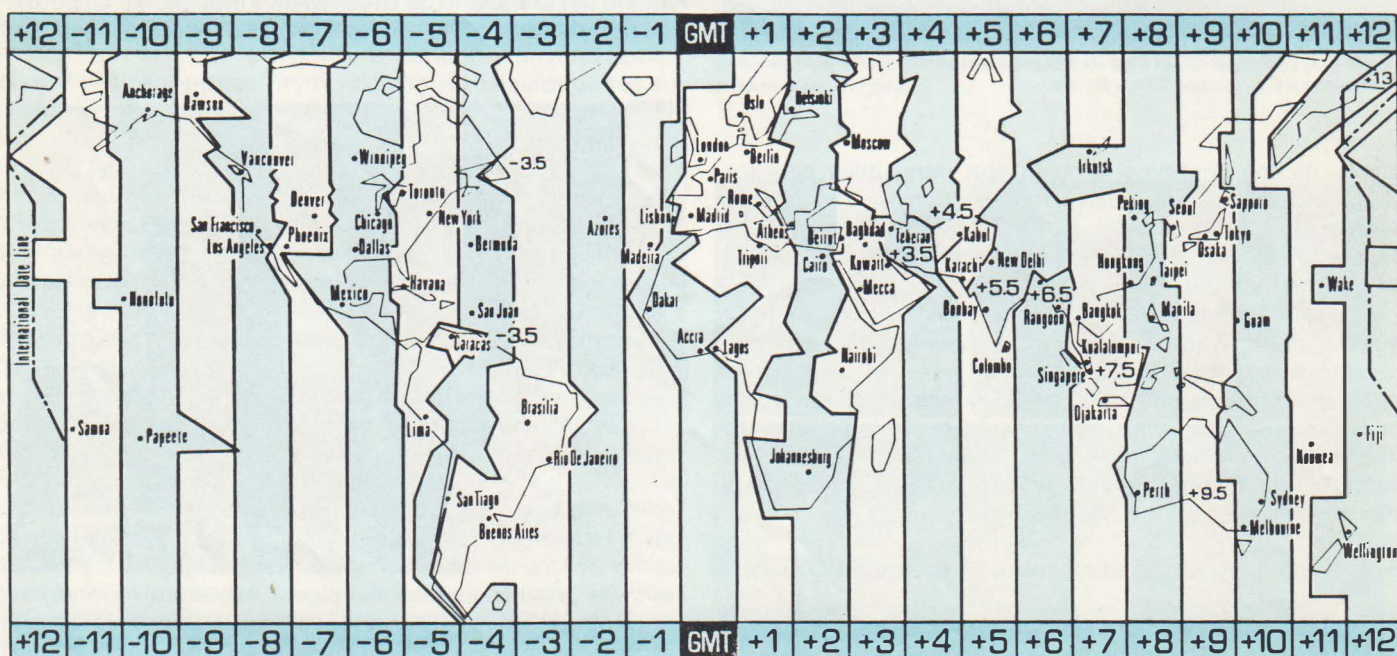 +12 -11 -10 -9 -8 -7 -6 -5 -4 -3 -2 -1 GMT +1 +2 +3 +4 +5 +6 +7 +8 +9 +10 +11 +12
+13
Anchorage
Dawson
Oslo
Helsinki
Moscow
Vancouver
Winnipeg
-3.5
London
Berlin
Irkutsk
Paris
Toronto
Denver
Rome
Sapporo
New York
Lisbon
Madrid
Chicago
Azores
+4.5
Peking
Seoul
San Francisco
Phoenix
Athens
Beirut
Baghdad
Teheran
Kabul
Tokyo
Los Angeles
Dallas
Bermuda
Madeira
Tripoli
Cairo
Kuwait
+3.5
Karachi
New Delhi
Osaka
International Date Line
Havana
Hongkong
Taipei
Honolulu
Mexico
Dakar
Mecca
+5.5
+6.5
Wake
San Juan
Bombay
Rangoon
Bangkok
Manila
Guam
Caracas
-3.5
Accra
Lagos
Nairobi
Colombo
Kualalumpur
Singapore
+7.5
Djakarta
Brasilia
Samoa
Papeete
Lima
Fiji
Rio De Janeiro
Johannesburg
Noumea
San Tiago
Perth
+9.5
Sydney
Buenos Aires
Melbourne
Wellington
+12 -11 -10 -9 -8 -7 -6 -5 -4 -3 -2 -1 GMT +1 +2 +3 +4 +5 +6 +7 +8 +9 +10 +11 +12